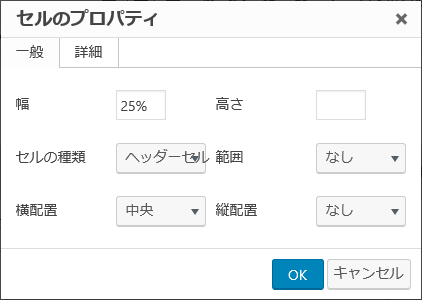 セルのプロパティ ×
一般 詳細
幅 25% 高さ
セルの種類 ヘッダーセル 範囲 なし
横配置 中央 縦配置 なし
OK キャンセル